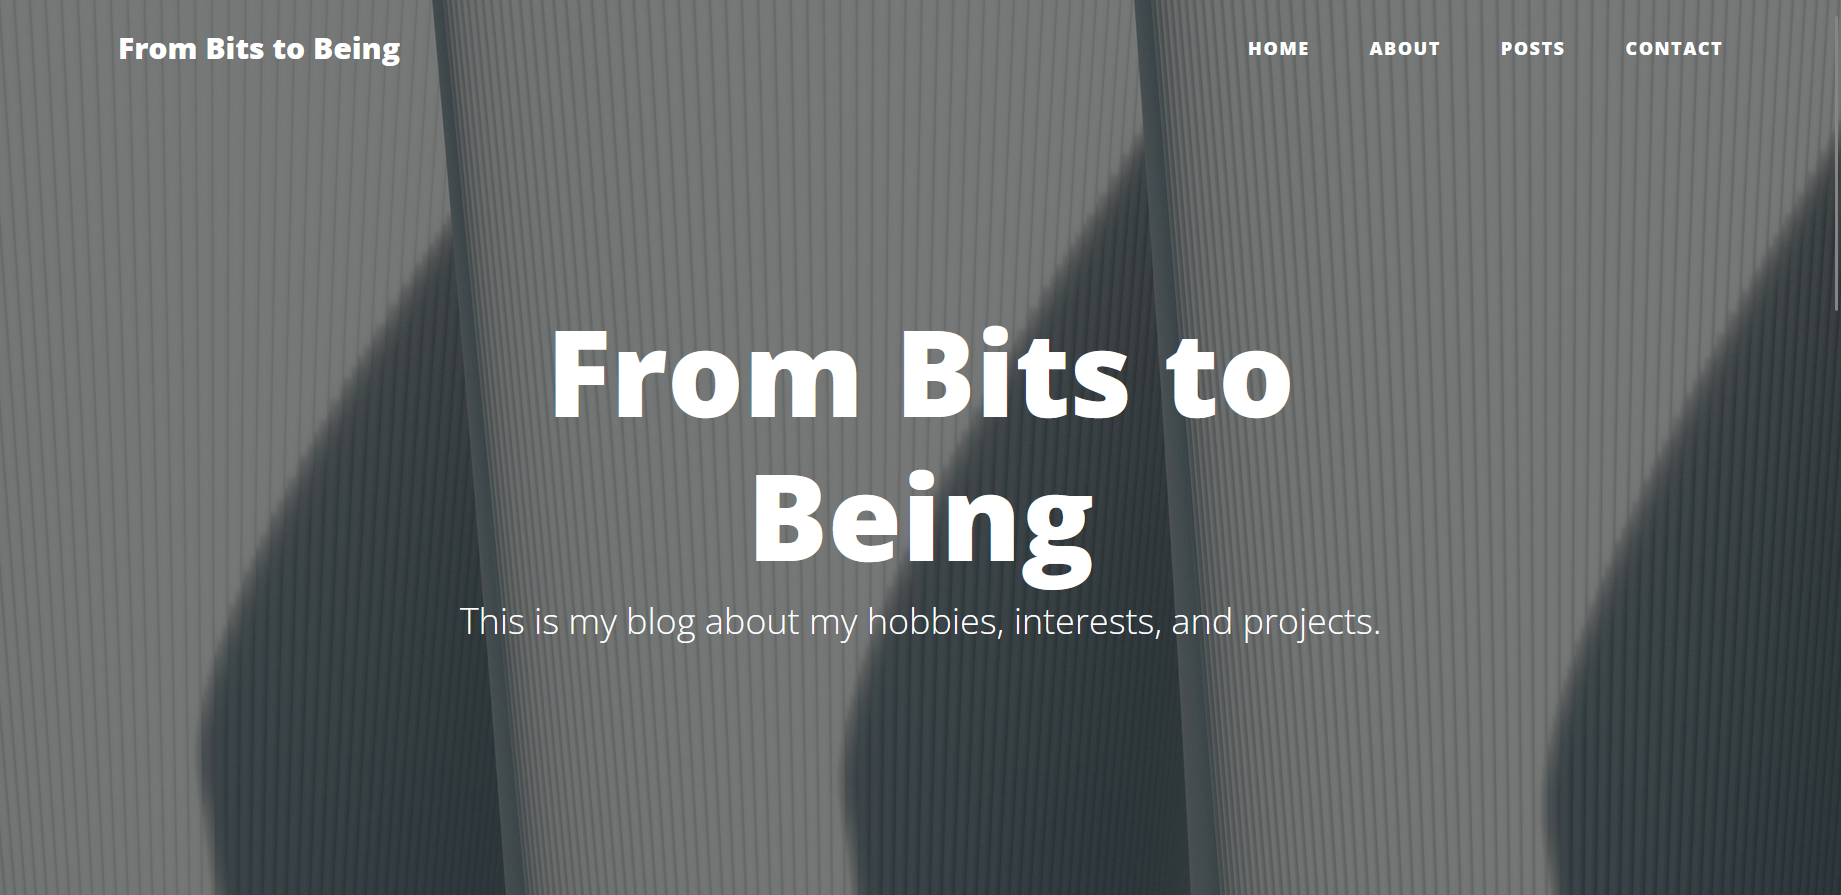 From Bits to Being
HOME ABOUT POSTS CONTACT
From Bits to
Being
This is my blog about my hobbies, interests, and projects.